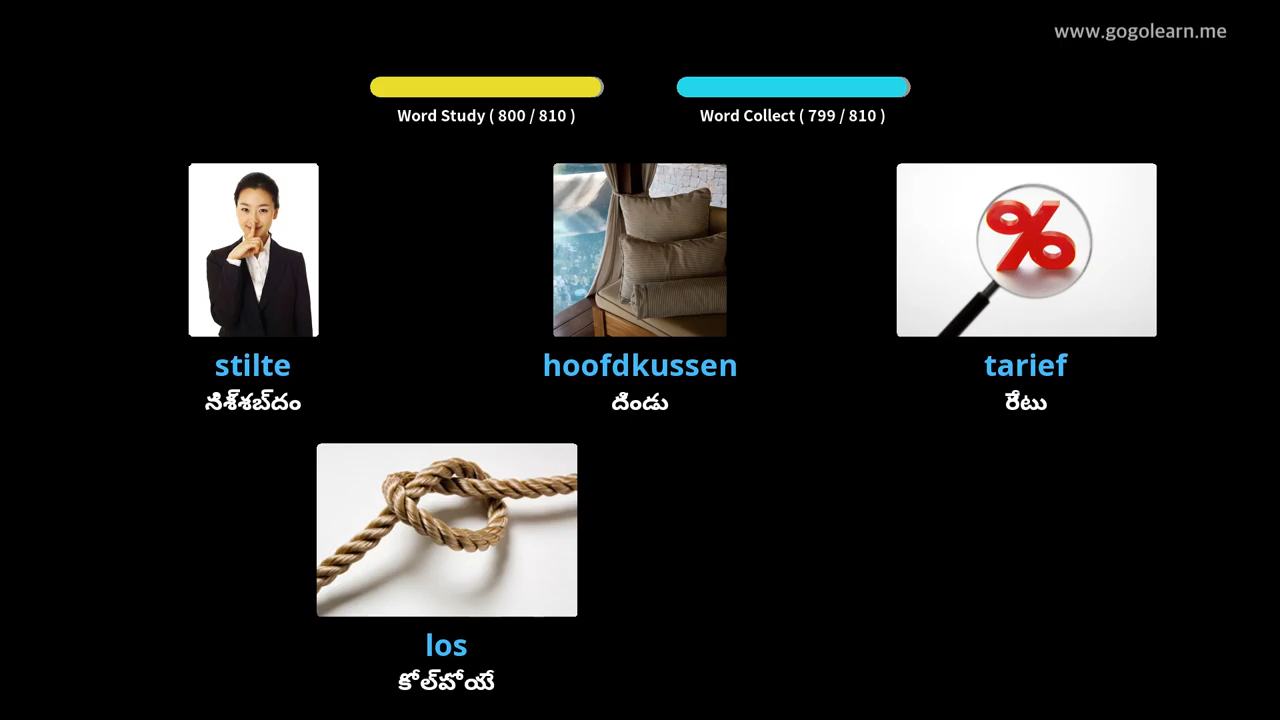 www.gogolearn.me
Word Study ( 800 / 810 )
Word Collect ( 799 / 810 )
stilte
నిశ్శబ్దం
hoofdkussen
దిండు
tarief
రేటు
los
కోల్పోయే